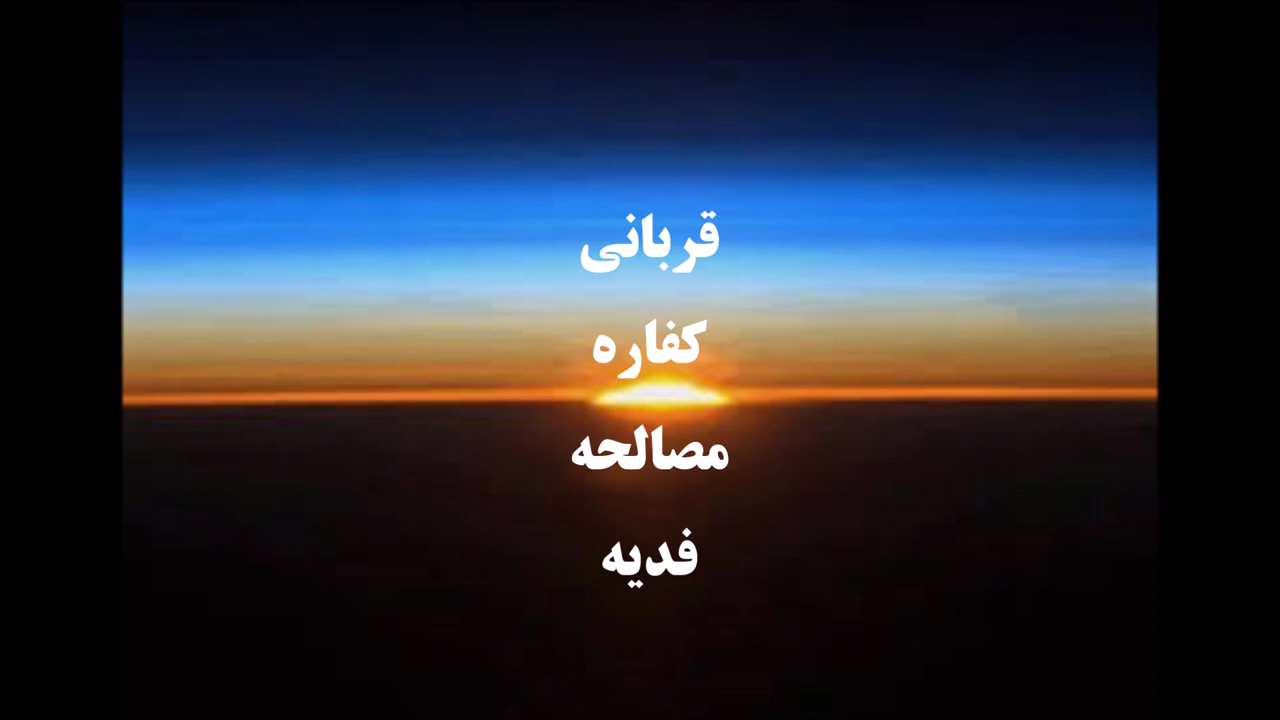 قربانی
کفاره
مصالحه
فدیه